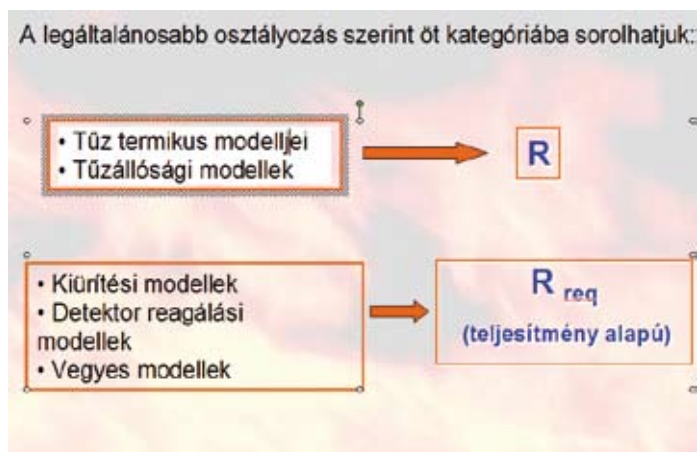 A legáltalánosabb osztályozás szerint öt kategóriába sorolhatjuk:
• Tűz termikus modelljei
• Tűzállósági modellek
R
• Kiürítési modellek
• Detektor reagálási
modellek
• Vegyes modellek
R req
(teljesítmény alapú)